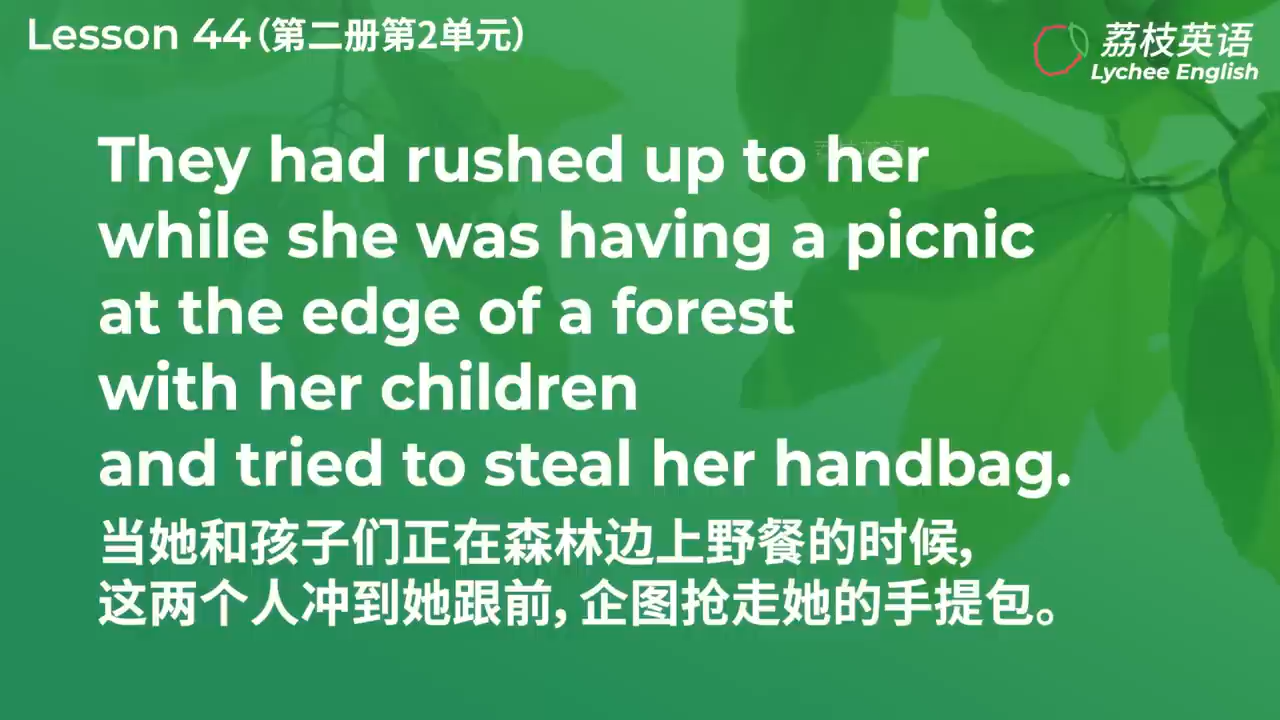 Lesson 44(第二册第2单元)
荔枝英语
Lychee English
They had rushed up to her
while she was having a picnic
at the edge of a forest
with her children
and tried to steal her handbag.
当她和孩子们正在森林边上野餐的时候,
这两个人冲到她跟前, 企图抢走她的手提包。